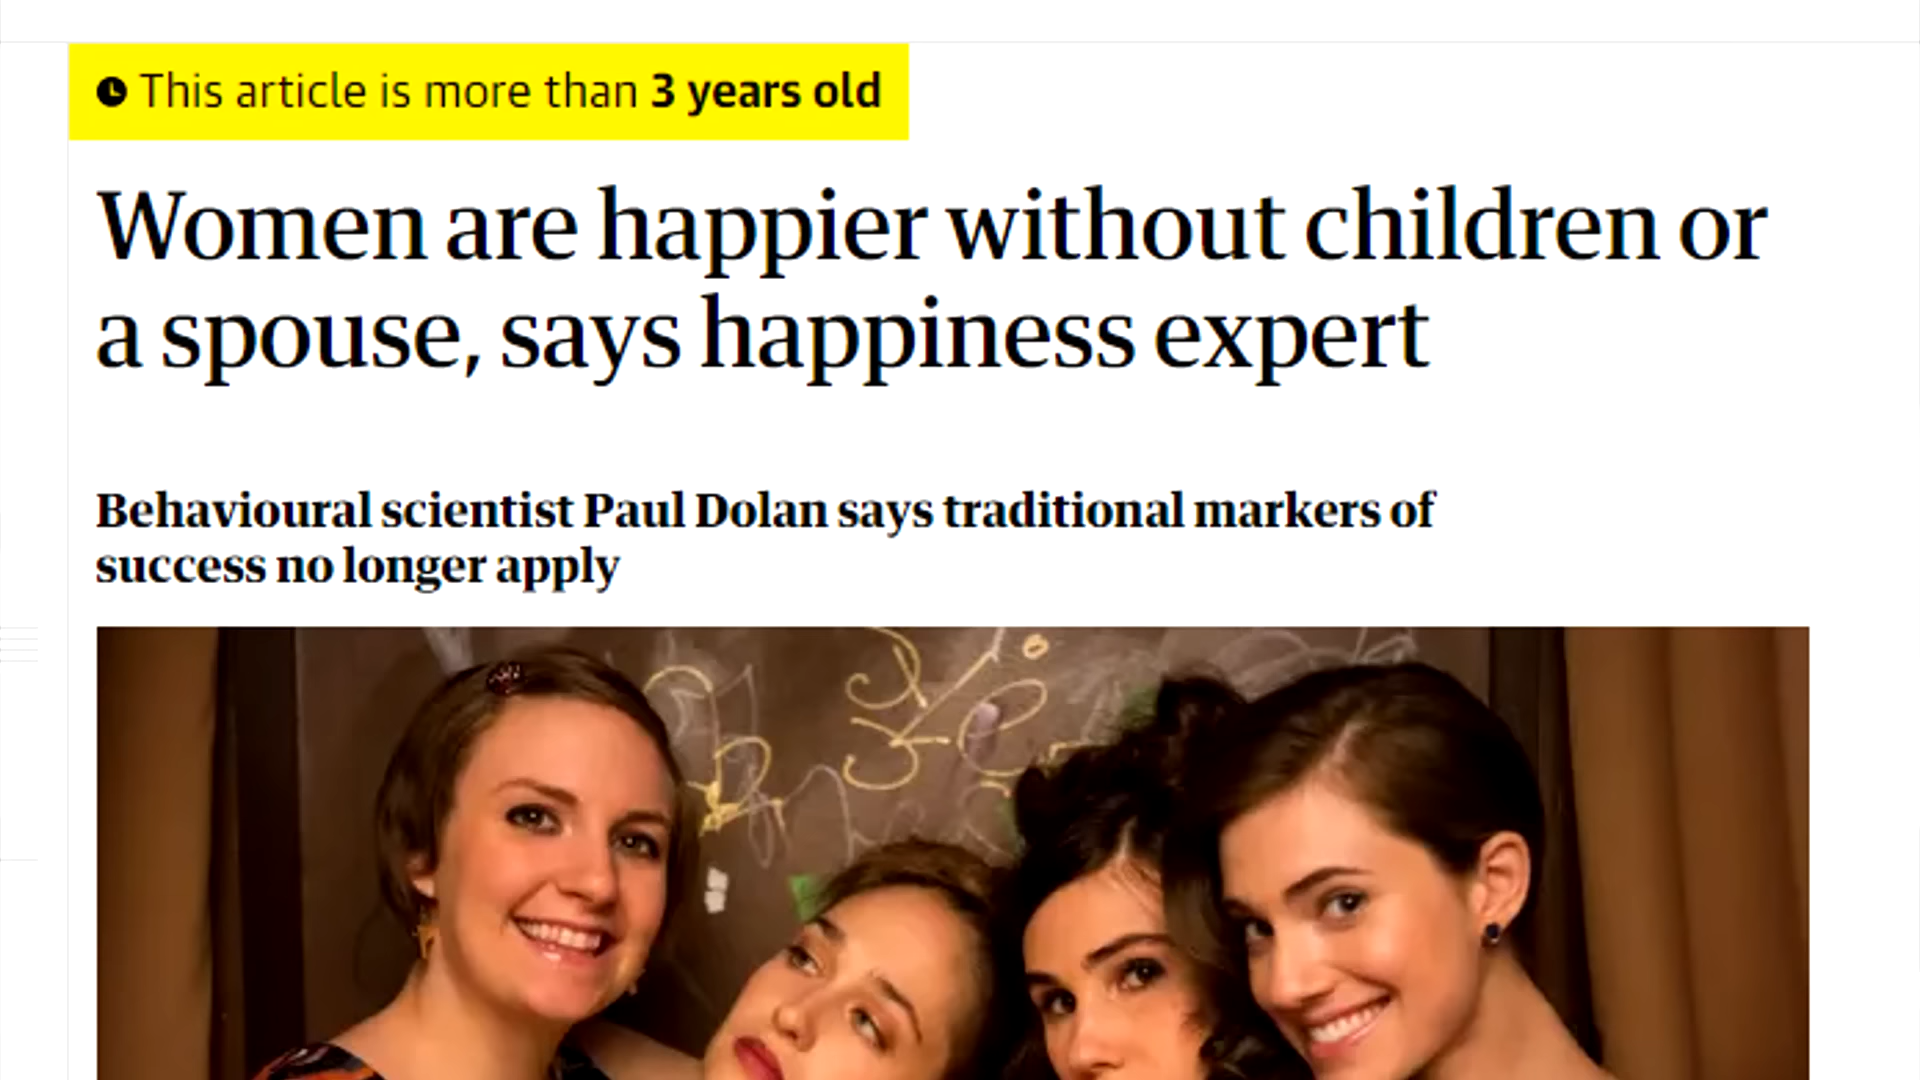 This article is more than 3 years old
Women are happier without children or
a spouse, says happiness expert
Behavioural scientist Paul Dolan says traditional markers of
success no longer apply